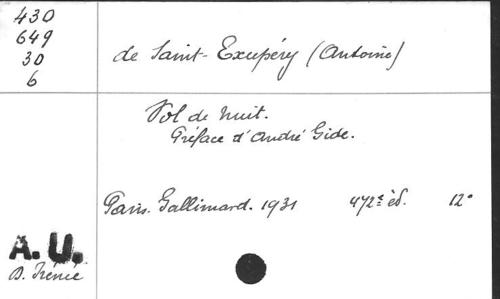 430
649
30
6
de Saint-Exupéry (Antoine)
Vol de nuit.
Préface d'André Gide.
Paris. Gallimard. 1931 472e éd. 12°
A.U.
D. Irénée